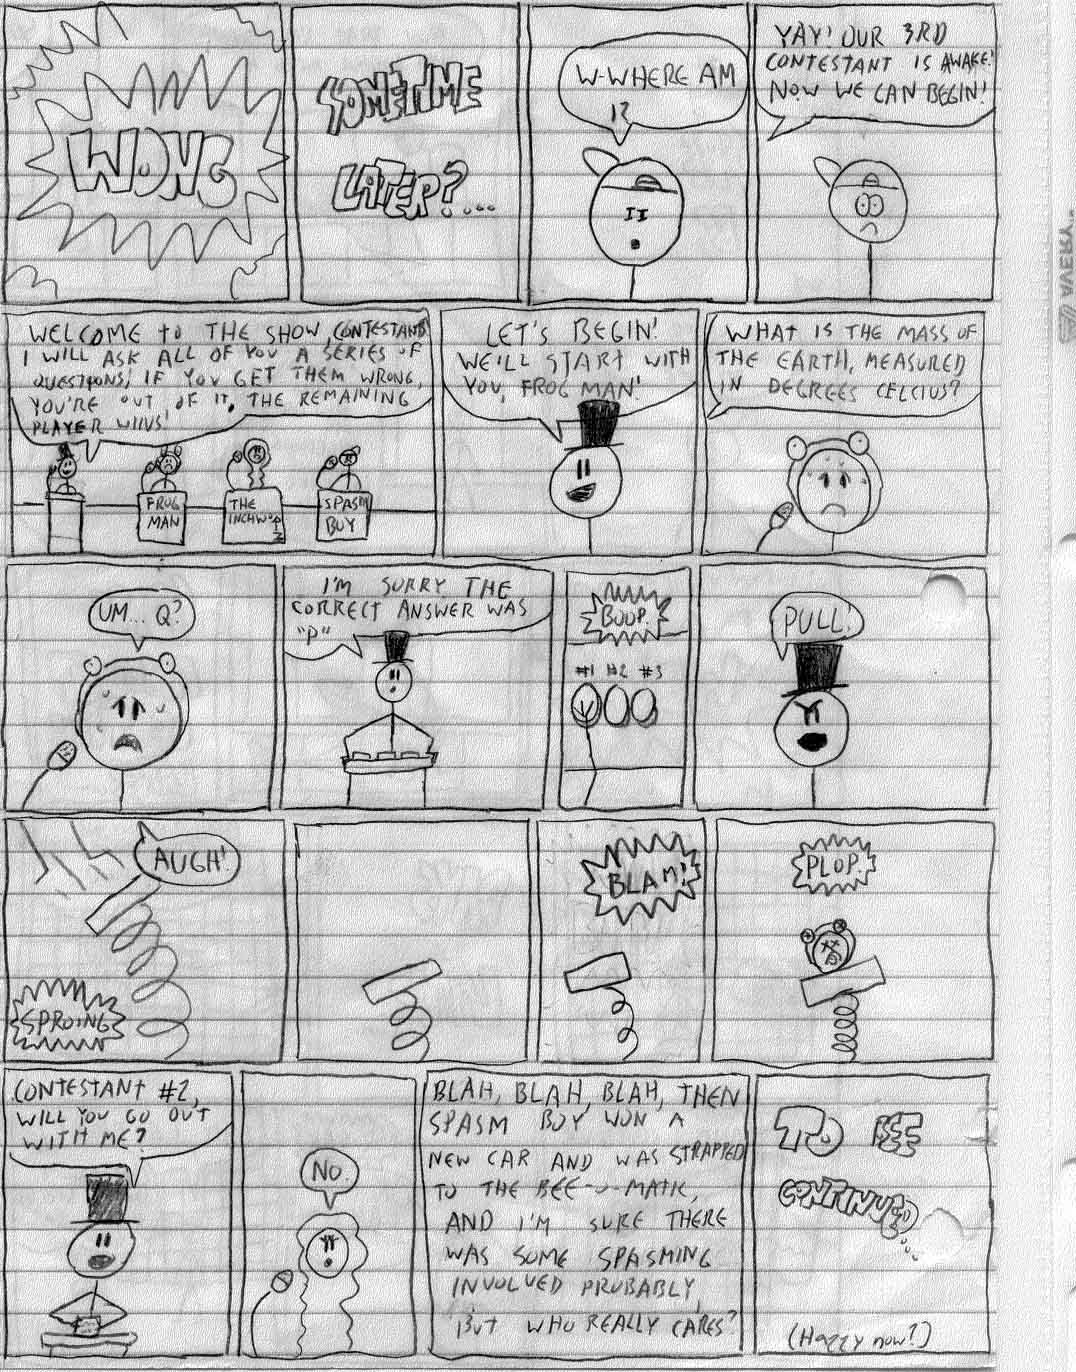 WONG
SOMETIME
LATER?...
W-WHERE AM
I?
YAY! OUR 3RD
CONTESTANT IS AWAKE!
NOW WE CAN BEGIN!
WELCOME TO THE SHOW, CONTESTANTS
I WILL ASK ALL OF YOU A SERIES OF
QUESTIONS! IF YOU GET THEM WRONG,
YOU'RE OUT OF IT. THE REMAINING
PLAYER WINS!
FROG
MAN
THE
INCHWORM
SPASM
BOY
LET'S BEGIN!
WE'LL START WITH
YOU, FROG MAN!
WHAT IS THE MASS OF
THE EARTH, MEASURED
IN DEGREES CELCIUS?
UM... Q?
I'M SORRY THE
CORRECT ANSWER WAS
"P"
BOOP.
#1 #2 #3
PULL!
AUGH!
SPROING
BLAM!
PLOP.
CONTESTANT #2,
WILL YOU GO OUT
WITH ME?
NO.
BLAH, BLAH, BLAH, THEN
SPASM BOY WON A
NEW CAR AND WAS STRAPPED
TO THE BEE-O-MATIC,
AND I'M SURE THERE
WAS SOME SPASMING
INVOLVED PROBABLY,
BUT WHO REALLY CARES?
TO BEE
CONTINUED...
(Happy now?)
AVERY